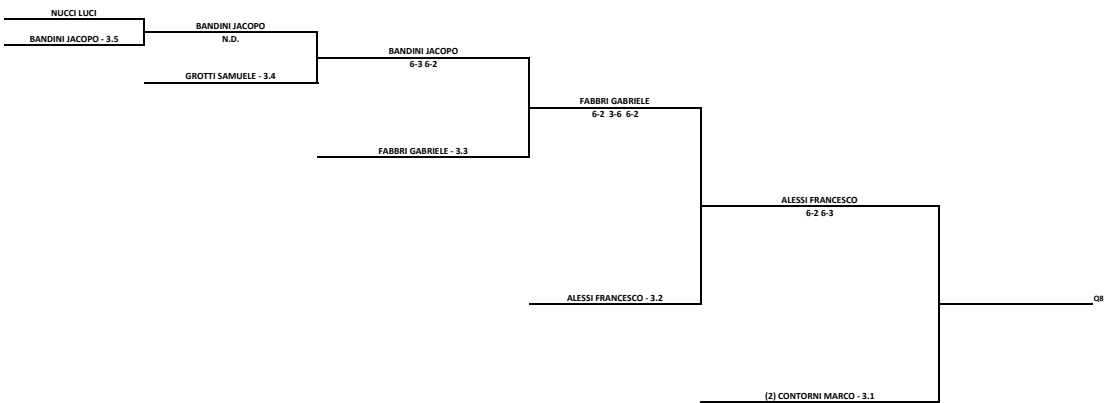 NUCCI LUCI
BANDINI JACOPO
BANDINI JACOPO - 3.5
N.D.
BANDINI JACOPO
6-3 6-2
GROTTI SAMUELE - 3.4
FABBRI GABRIELE
6-2 3-6 6-2
FABBRI GABRIELE - 3.3
ALESSI FRANCESCO
6-2 6-3
ALESSI FRANCESCO - 3.2
Q8
(2) CONTORNI MARCO - 3.1